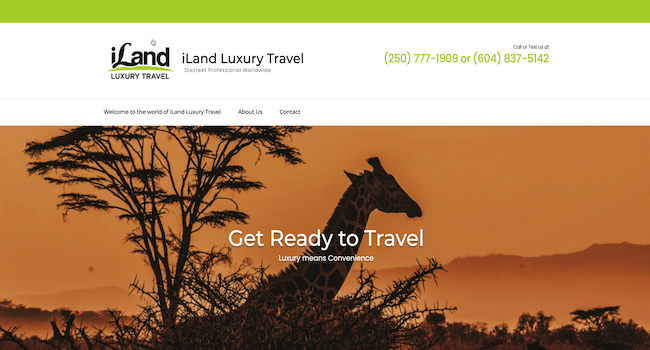 iLand
LUXURY TRAVEL
iLand Luxury Travel
Discreet Professional Worldwide
Call or Text us at
(250) 777-1909 or (604) 837-5142
Welcome to the world of iLand Luxury Travel
About Us
Contact
Get Ready to Travel
Luxury means Convenience